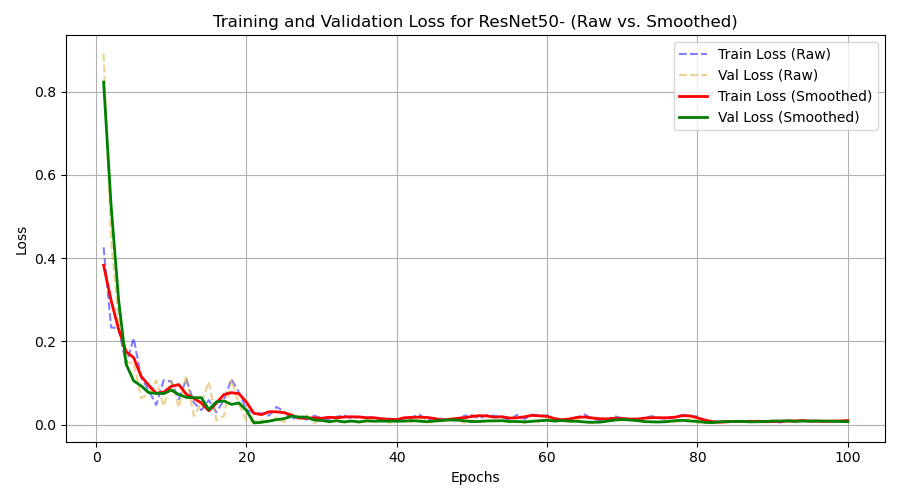 Training and Validation Loss for ResNet50- (Raw vs. Smoothed)
Train Loss (Raw)
Val Loss (Raw)
Train Loss (Smoothed)
Val Loss (Smoothed)
Loss
0.8
0.6
0.4
0.2
0.0
0 20 40 60 80 100
Epochs